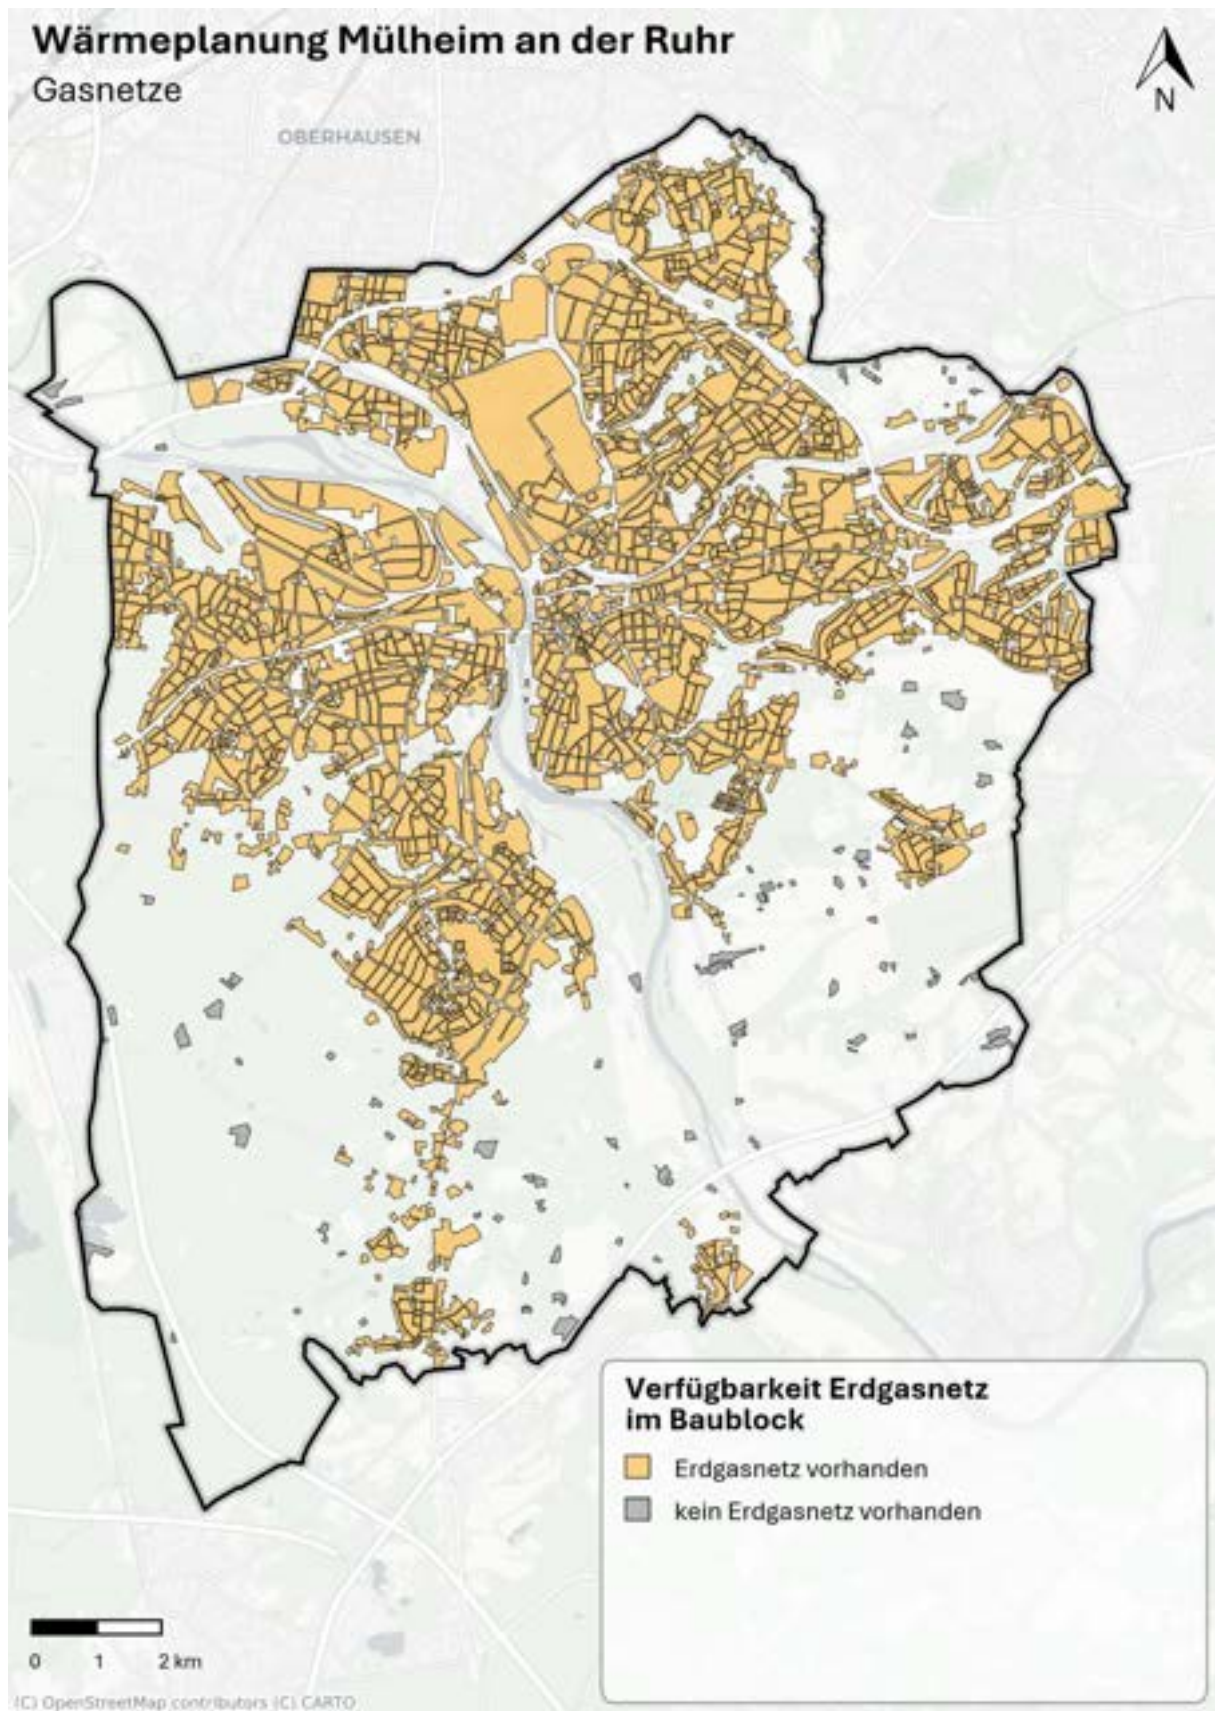 Wärmeplanung Mülheim an der Ruhr
Gasnetze
N
OBERHAUSEN
Verfügbarkeit Erdgasnetz
im Baublock
Erdgasnetz vorhanden
kein Erdgasnetz vorhanden
0 1 2 km
(C) OpenStreetMap contributors (C) CARTO